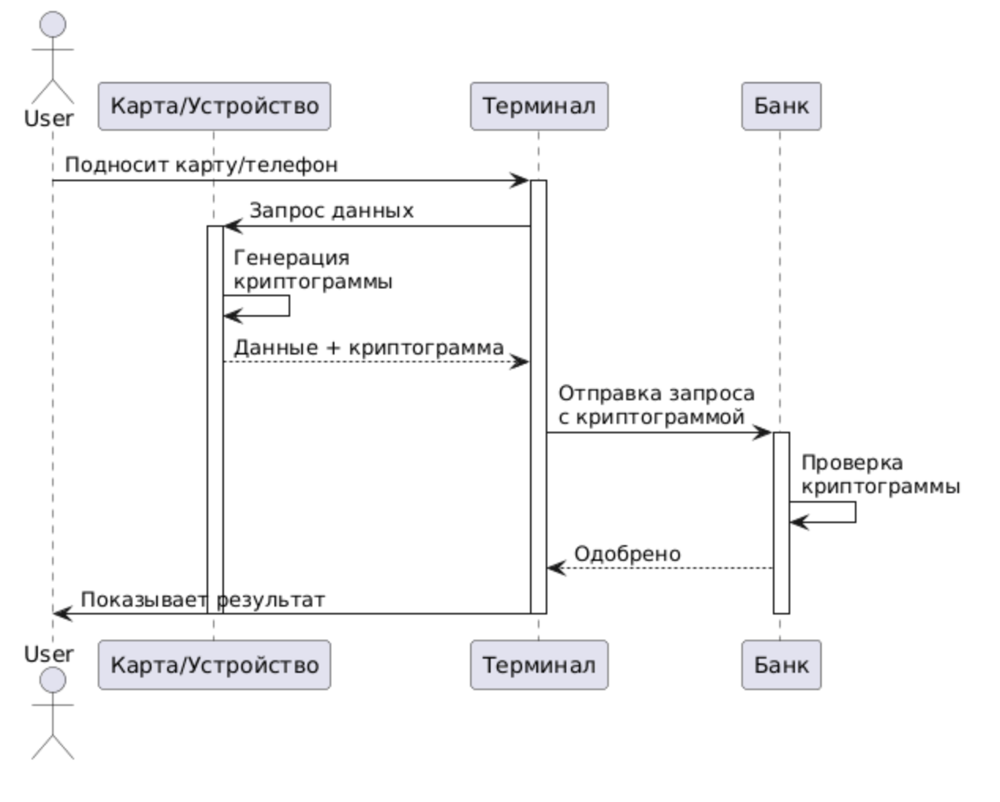 User
Карта/Устройство
Терминал
Банк
Подносит карту/телефон
Запрос данных
Генерация
криптограммы
Данные + криптограмма
Отправка запроса
с криптограммой
Проверка
криптограммы
Одобрено
Показывает результат
User
Карта/Устройство
Терминал
Банк